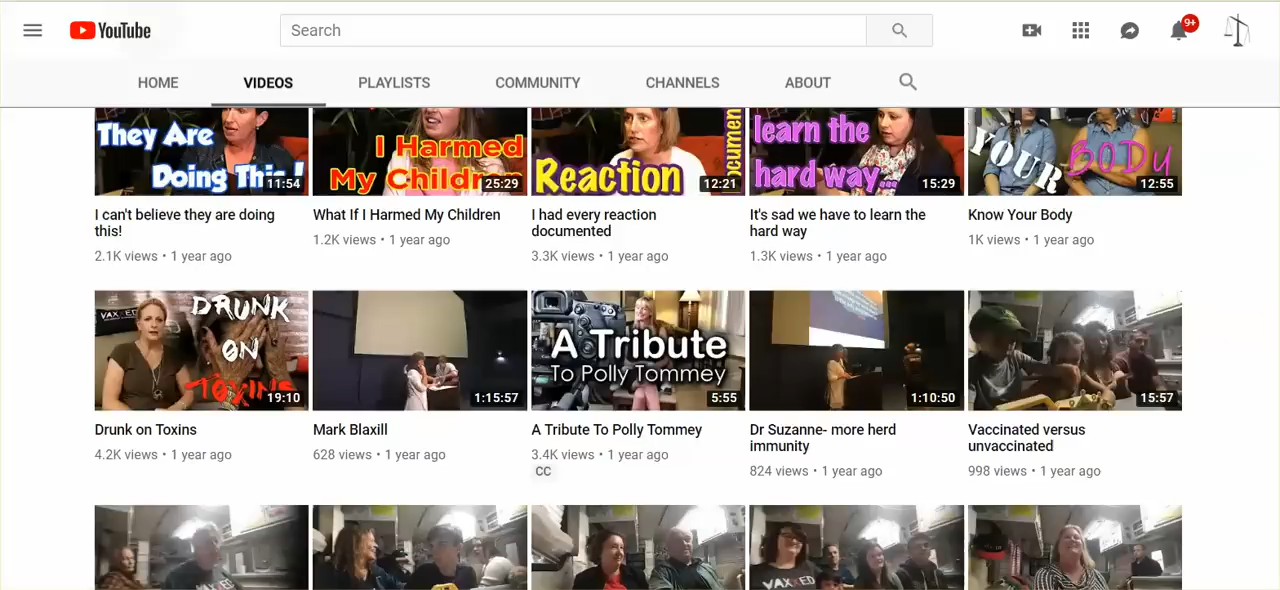 YouTube
Search
9+
HOME VIDEOS PLAYLISTS COMMUNITY CHANNELS ABOUT
They Are
Doing This!
11:54
I Harmed
My Children
25:29
Reaction
12:21
learn the
hard way...
15:29
YOUR BODY
12:55
I can't believe they are doing
this!
2.1K views • 1 year ago
What If I Harmed My Children
1.2K views • 1 year ago
I had every reaction
documented
3.3K views • 1 year ago
It's sad we have to learn the
hard way
1.3K views • 1 year ago
Know Your Body
1K views • 1 year ago
VAXXED
DRUNK
ON
TOXINS
19:10
1:15:57
A Tribute
To Polly Tommey
5:55
1:10:50
15:57
Drunk on Toxins
4.2K views • 1 year ago
Mark Blaxill
628 views • 1 year ago
A Tribute To Polly Tommey
3.4K views • 1 year ago
CC
Dr Suzanne- more herd
immunity
824 views • 1 year ago
Vaccinated versus
unvaccinated
998 views • 1 year ago
VAXXED
VAXXED